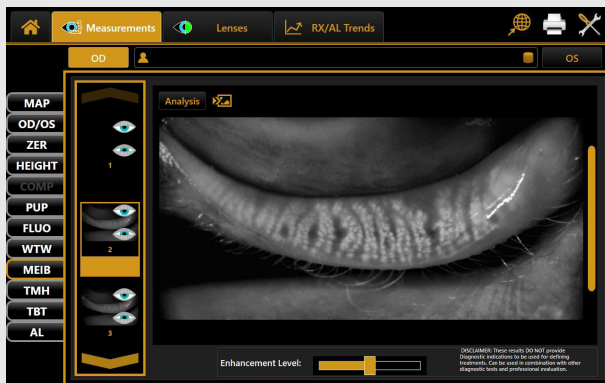 Measurements
Lenses
RX/AL Trends
OD
OS
MAP
OD/OS
ZER
HEIGHT
COMP
PUP
FLUO
WTW
MEIB
TMH
TBT
AL
1
2
3
Analysis
Enhancement Level:
DISCLAIMER: These results DO NOT provide
Diagnostic indications to be used for defining
treatments. Can be used in combination with other
diagnostic tests and professional evaluation.